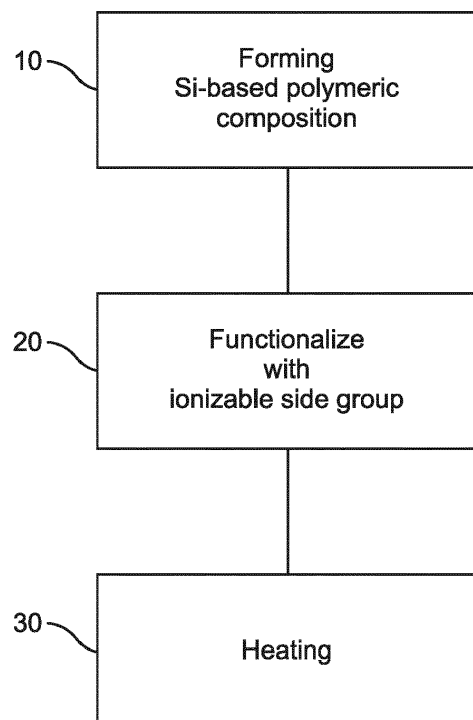 10
Forming
Si-based polymeric
composition
20
Functionalize
with
ionizable side group
30
Heating